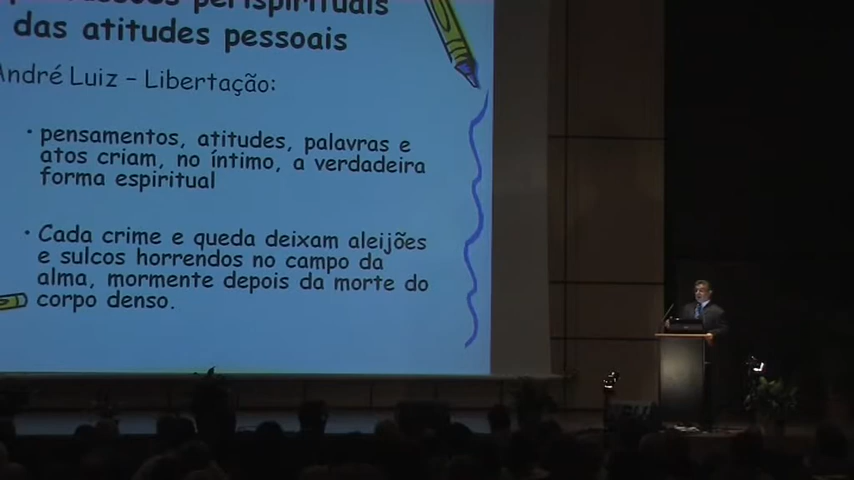 perispirituais
das atitudes pessoais
André Luiz – Libertação:
• pensamentos, atitudes, palavras e
atos criam, no íntimo, a verdadeira
forma espiritual
• Cada crime e queda deixam aleijões
e sulcos horrendos no campo da
alma, mormente depois da morte do
corpo denso.